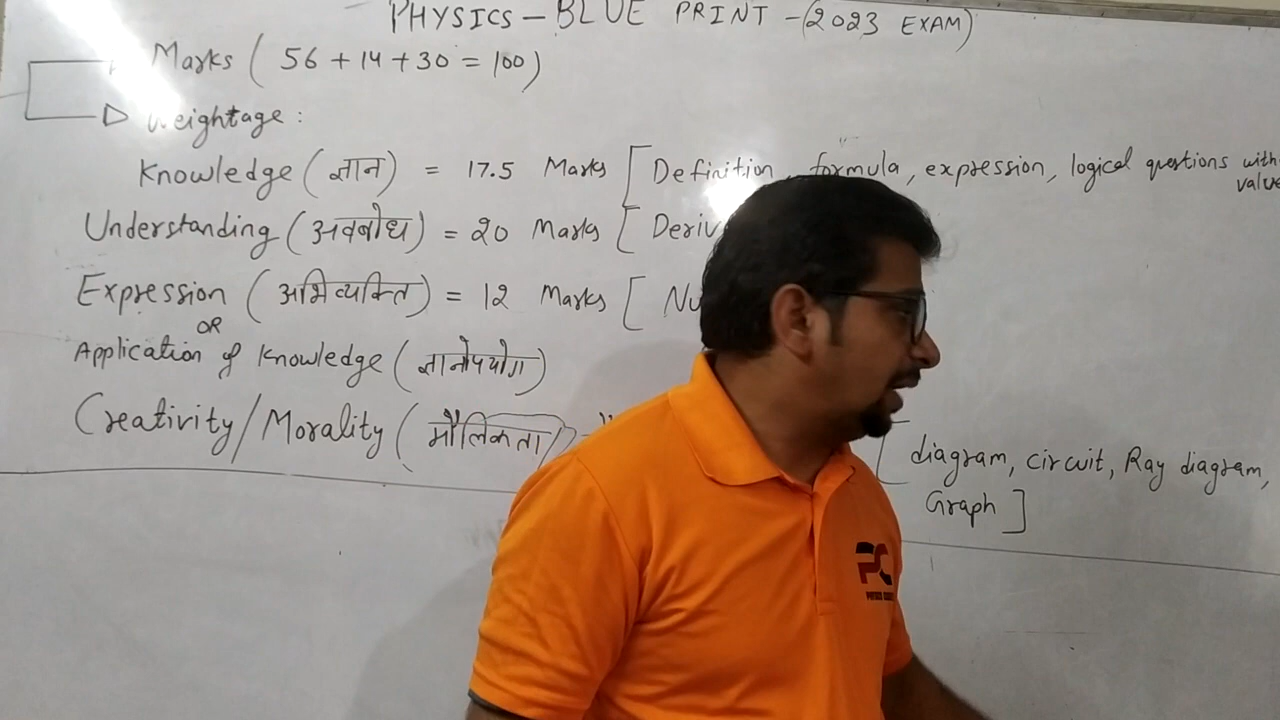 PHYSICS - BLUE PRINT - (2023 EXAM)
Marks ( 56 + 14 + 30 = 100 )
Weightage :
Knowledge ( ज्ञान ) = 17.5 Marks [ Definition, formula, expression, logical questions with value
Understanding ( अवबोध ) = 20 Marks [ Deriv
Expression ( अभिव्यक्ति ) = 12 Marks [ Nu
OR
Application of Knowledge ( ज्ञानोपयोग )
Creativity / Morality ( मौलिकता ) [ diagram, circuit, Ray diagram,
Graph ]
PC